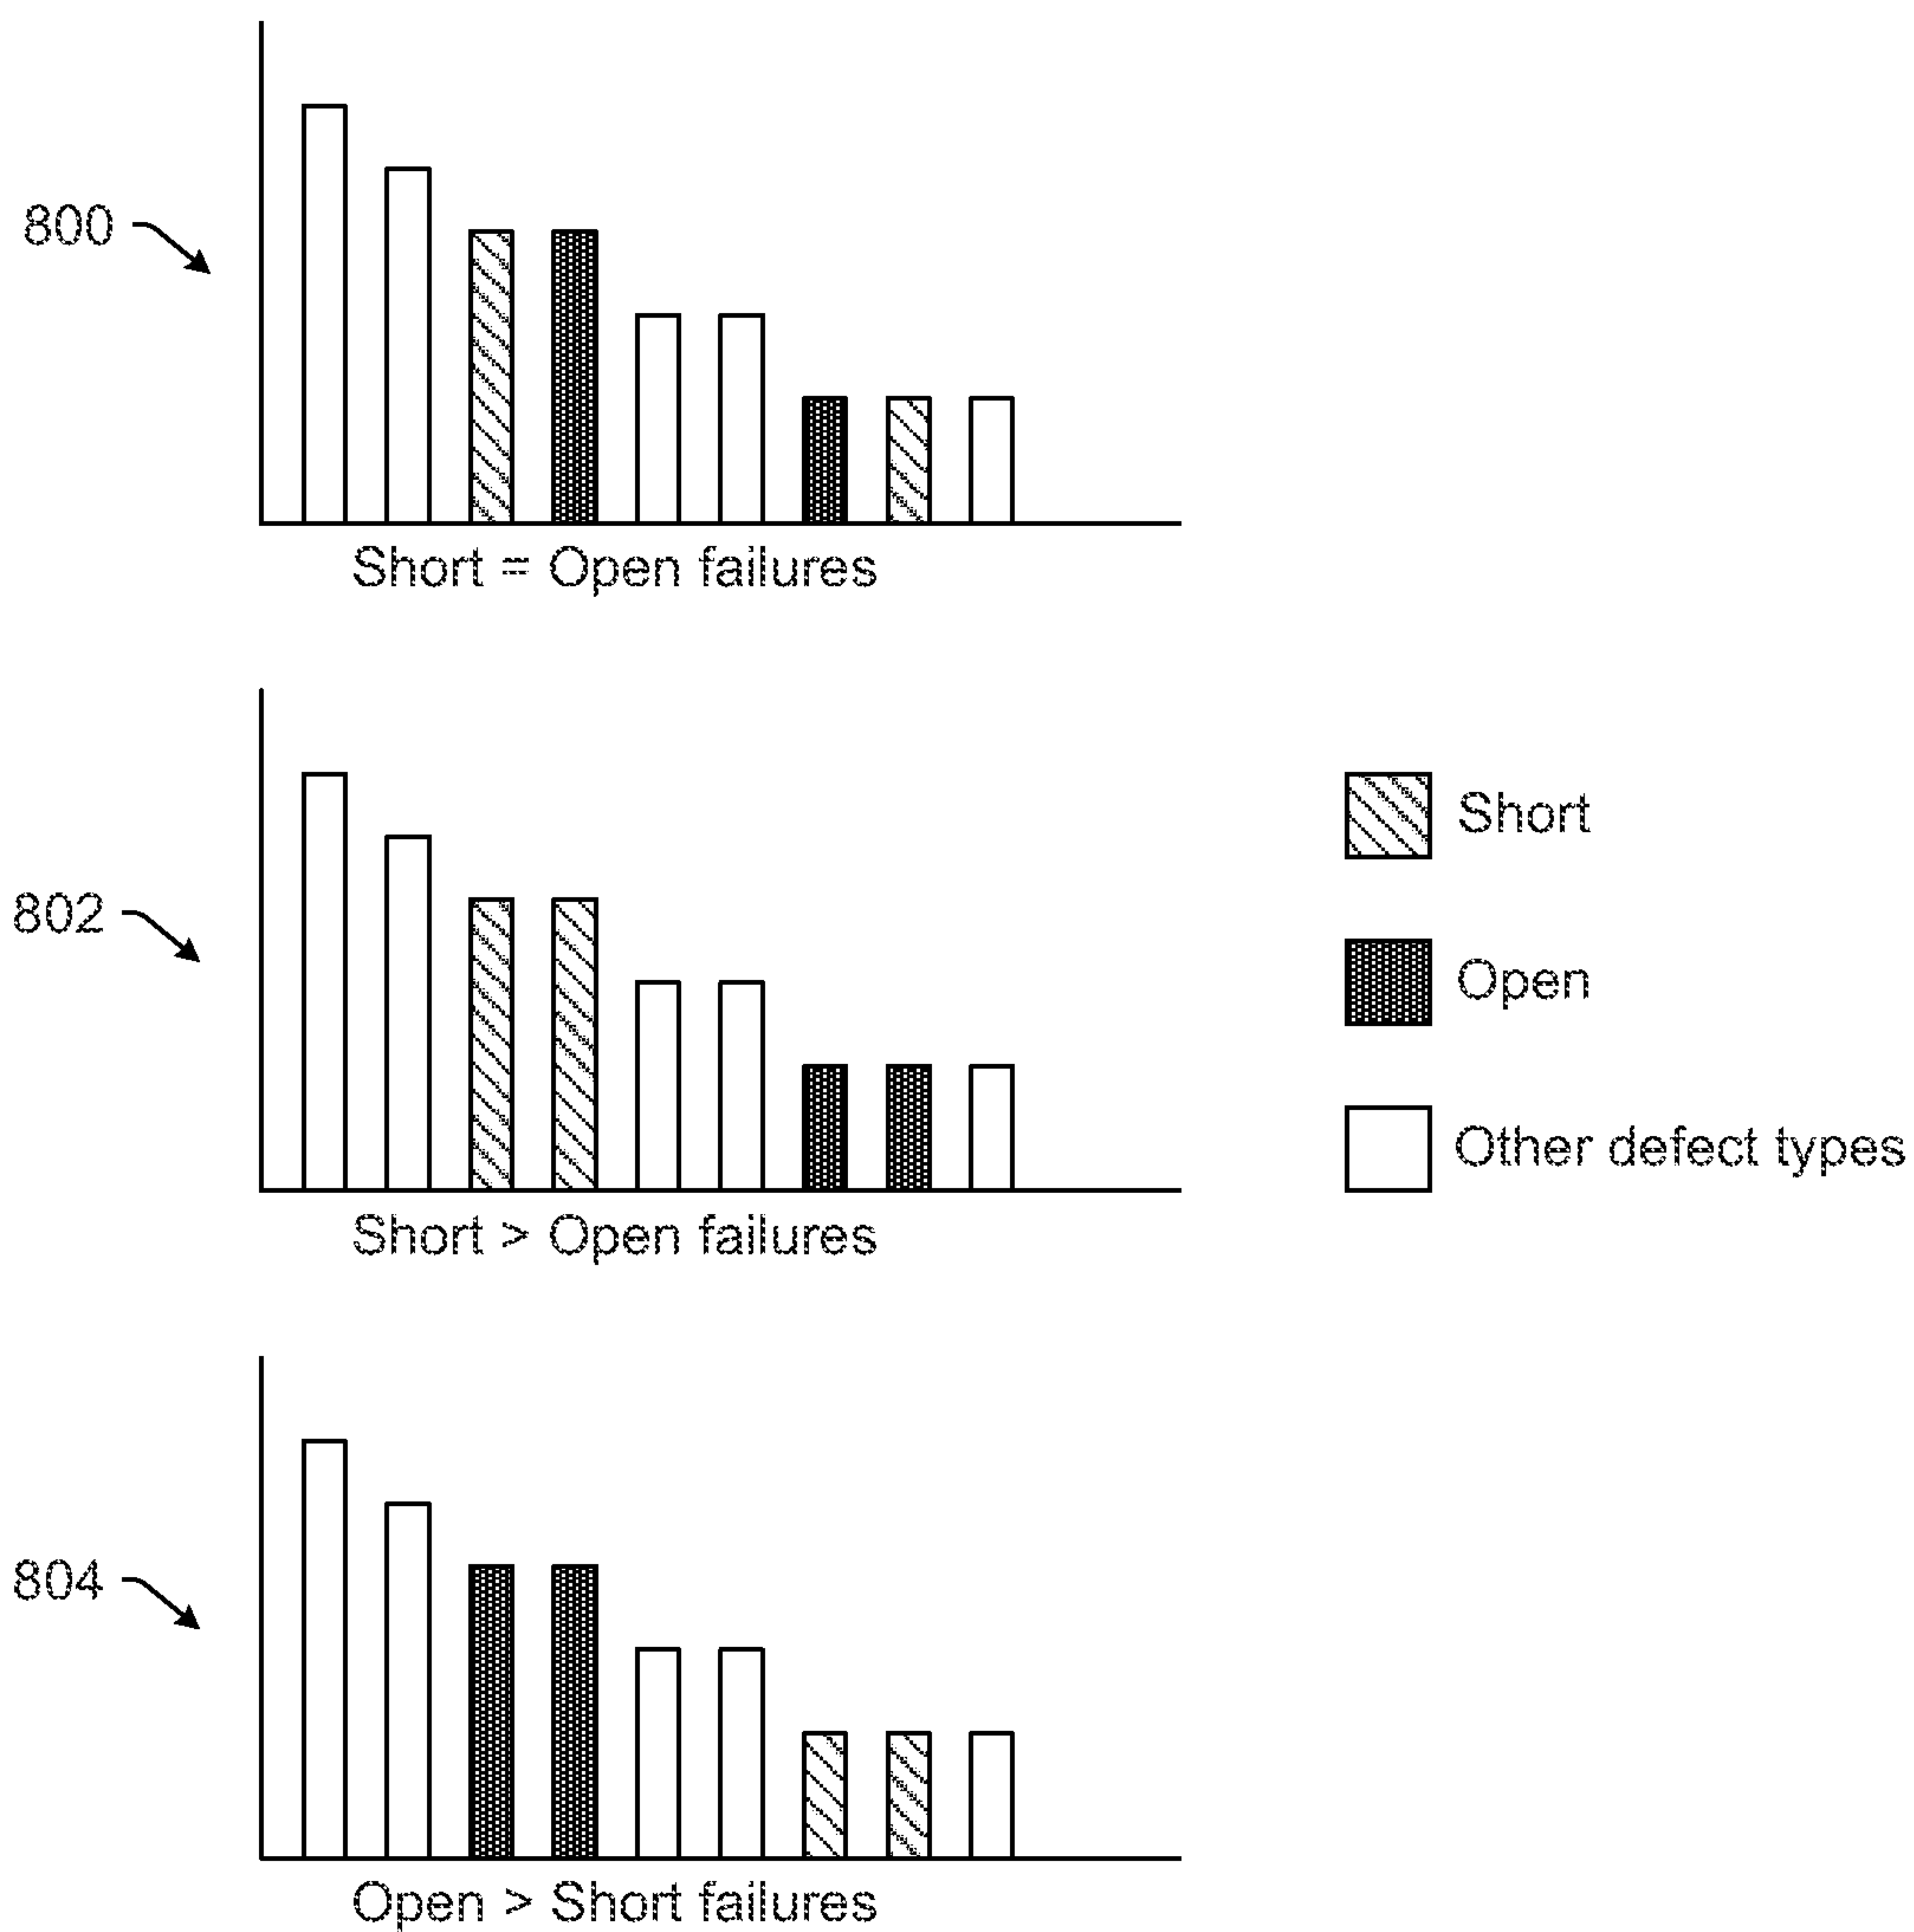 800
Short = Open failures
802
Short > Open failures
Short
Open
Other defect types
804
Open > Short failures